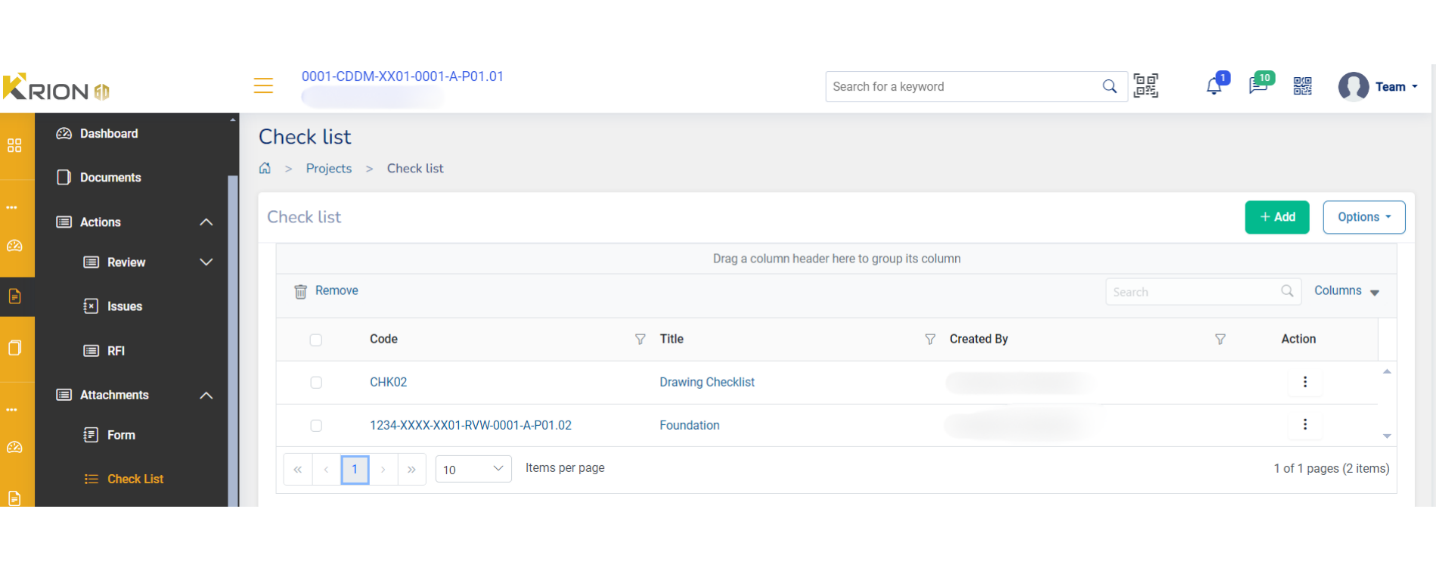 KRION 6D
0001-CDDM-XX01-0001-A-P01.01
Search for a keyword
1
10
Team
Dashboard
Documents
Actions
Review
Issues
RFI
Attachments
Form
Check List
Check list
> Projects > Check list
Check list
+ Add
Options
Drag a column header here to group its column
Remove
Search
Columns
Code
Title
Created By
Action
CHK02
Drawing Checklist
1234-XXXX-XX01-RVW-0001-A-P01.02
Foundation
« ‹ 1 › »
10
Items per page
1 of 1 pages (2 items)